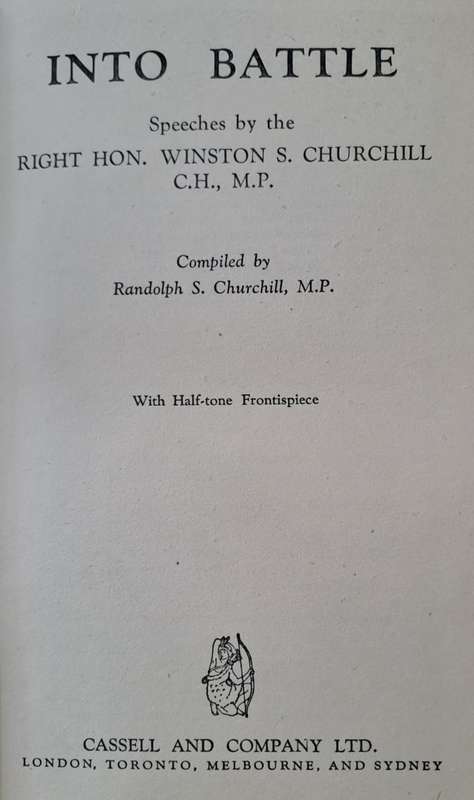 INTO BATTLE
Speeches by the
RIGHT HON. WINSTON S. CHURCHILL
C.H., M.P.
Compiled by
Randolph S. Churchill, M.P.
With Half-tone Frontispiece
CASSELL AND COMPANY LTD.
LONDON, TORONTO, MELBOURNE, AND SYDNEY